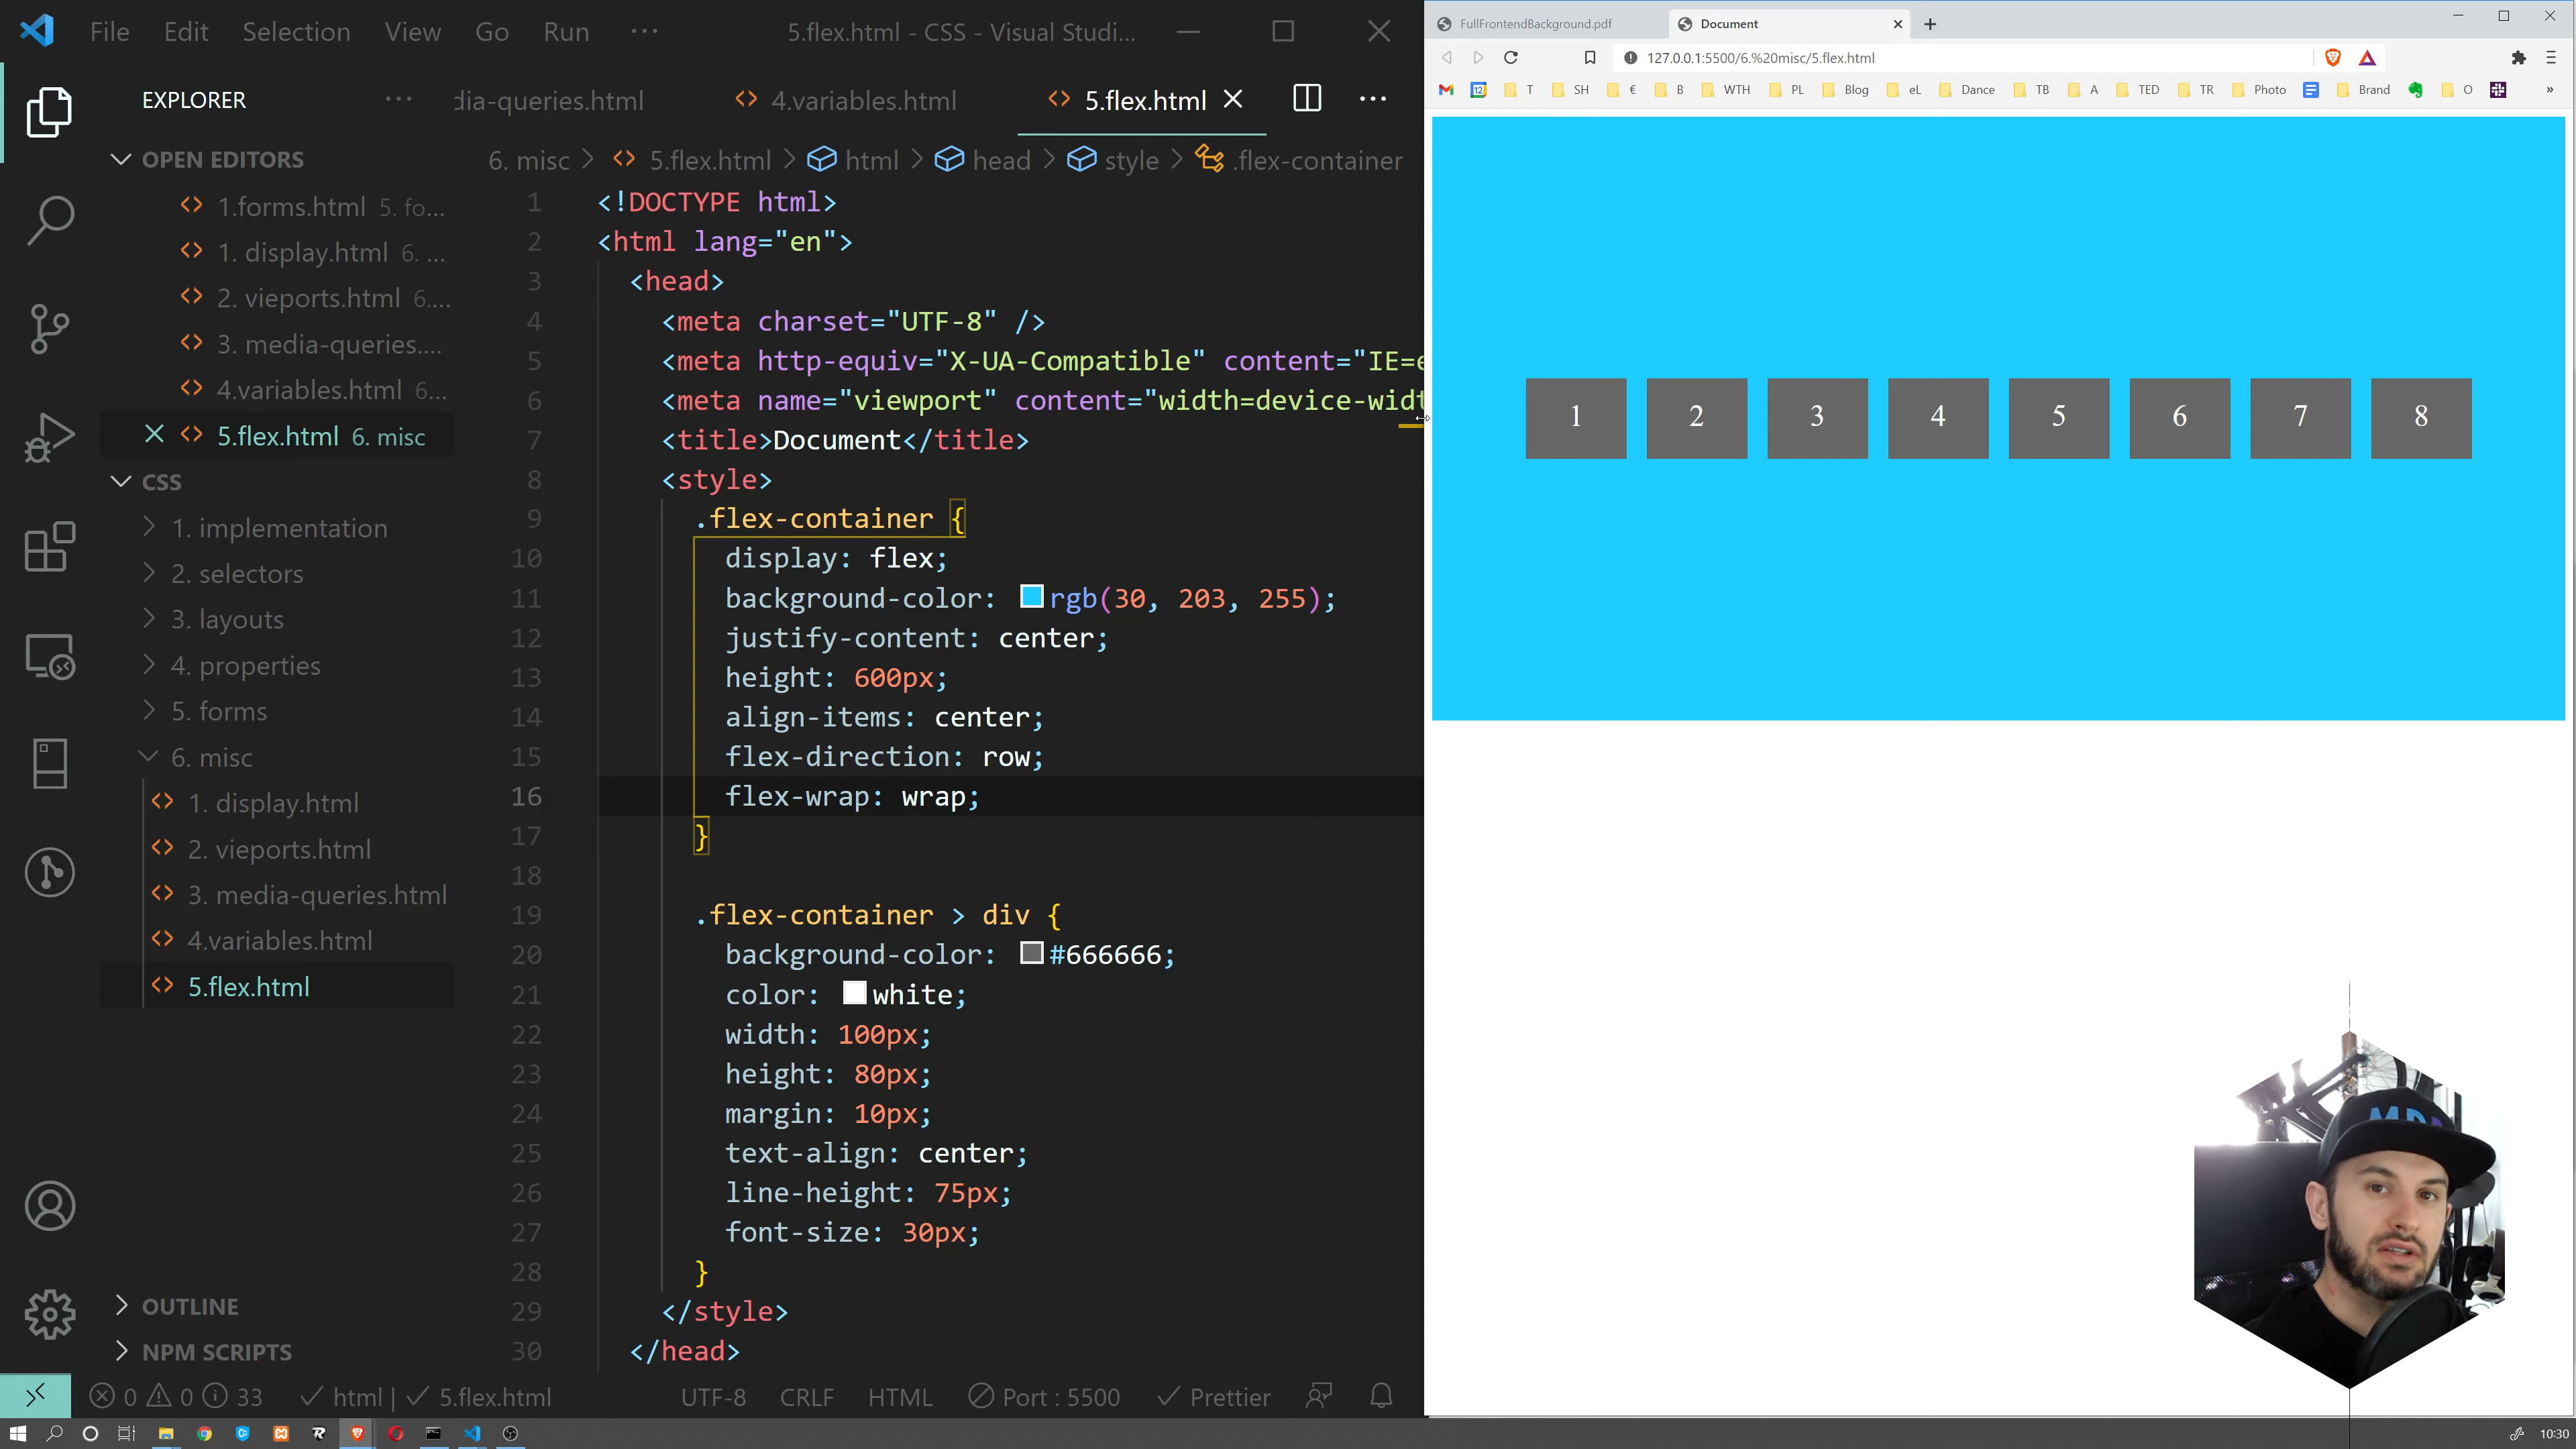 File Edit Selection View Go Run ··· 5.flex.html - CSS - Visual Studi...
EXPLORER ···
OPEN EDITORS
1.forms.html 5. fo...
1. display.html 6. ...
2. vieports.html 6....
3. media-queries....
4.variables.html 6...
5.flex.html 6. misc
CSS
1. implementation
2. selectors
3. layouts
4. properties
5. forms
6. misc
1. display.html
2. vieports.html
3. media-queries.html
4.variables.html
5.flex.html
OUTLINE
NPM SCRIPTS
dia-queries.html 4.variables.html 5.flex.html ···
6. misc > 5.flex.html > html > head > style > .flex-container
1 <!DOCTYPE html>
2 <html lang="en">
3 <head>
4 <meta charset="UTF-8" />
5 <meta http-equiv="X-UA-Compatible" content="IE=e
6 <meta name="viewport" content="width=device-widt
7 <title>Document</title>
8 <style>
9 .flex-container {
10 display: flex;
11 background-color: rgb(30, 203, 255);
12 justify-content: center;
13 height: 600px;
14 align-items: center;
15 flex-direction: row;
16 flex-wrap: wrap;
17 }
18
19 .flex-container > div {
20 background-color: #666666;
21 color: white;
22 width: 100px;
23 height: 80px;
24 margin: 10px;
25 text-align: center;
26 line-height: 75px;
27 font-size: 30px;
28 }
29 </style>
30 </head>
0 0 33 html | 5.flex.html UTF-8 CRLF HTML Port : 5500 Prettier
FullFrontendBackground.pdf Document
127.0.0.1:5500/6.%20misc/5.flex.html
12 T SH € B WTH PL Blog eL Dance TB A TED TR Photo Brand O »
1 2 3 4 5 6 7 8
10:30